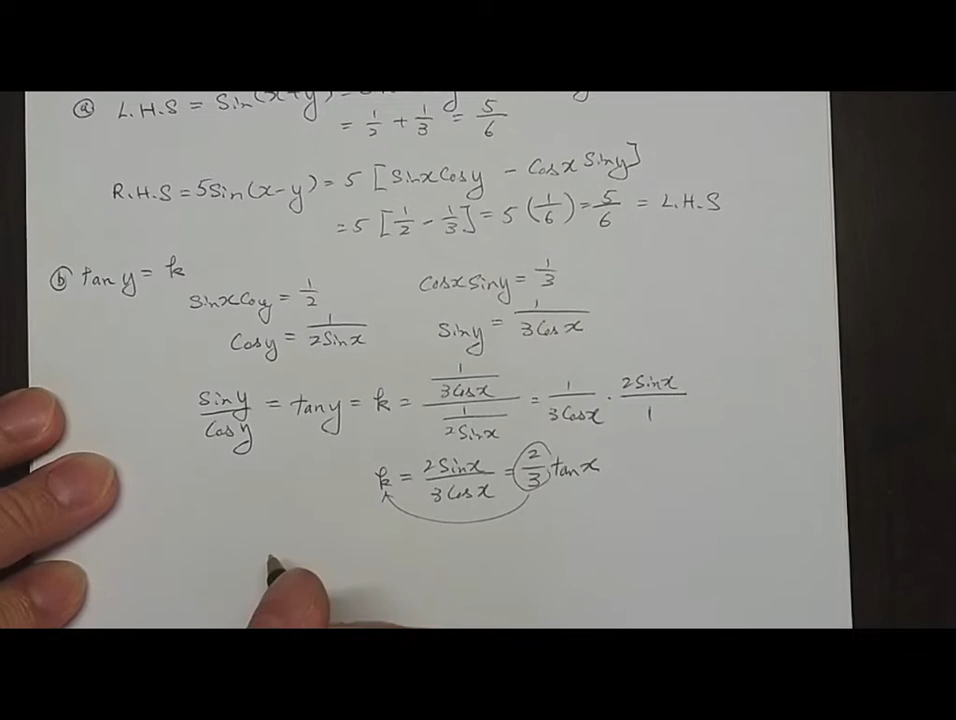 ⓐ L.H.S = Sin(x+y) =
= 1/2 + 1/3 = 5/6
R.H.S = 5Sin(x-y) = 5 [Sinx Cosy - Cosx Siny]
= 5 [1/2 - 1/3] = 5 (1/6) = 5/6 = L.H.S
ⓑ tan y = k
Sinx Coy = 1/2 Cosx Siny = 1/3
Cosy = 1/2Sinx Siny = 1/3Cosx
Siny/Cosy = tany = k = (1/3Cosx)/(1/2Sinx) = 1/3Cosx · 2Sinx/1
k = 2Sinx/3Cosx = 2/3 tanx